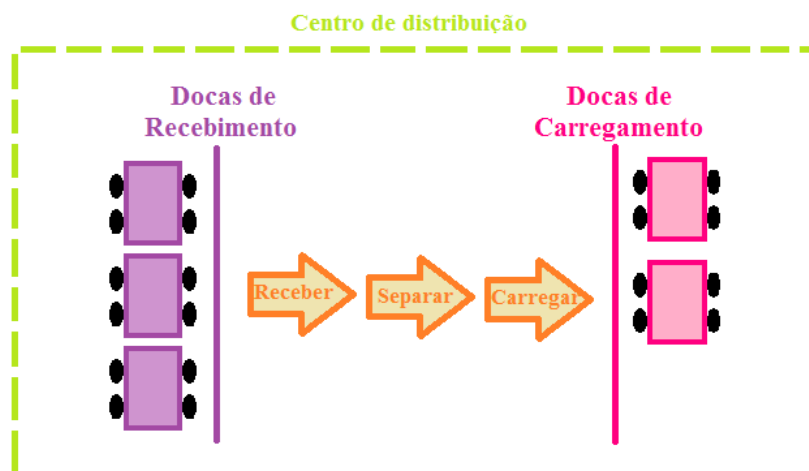 Centro de distribuição
Docas de
Recebimento
Docas de
Carregamento
Receber
Separar
Carregar